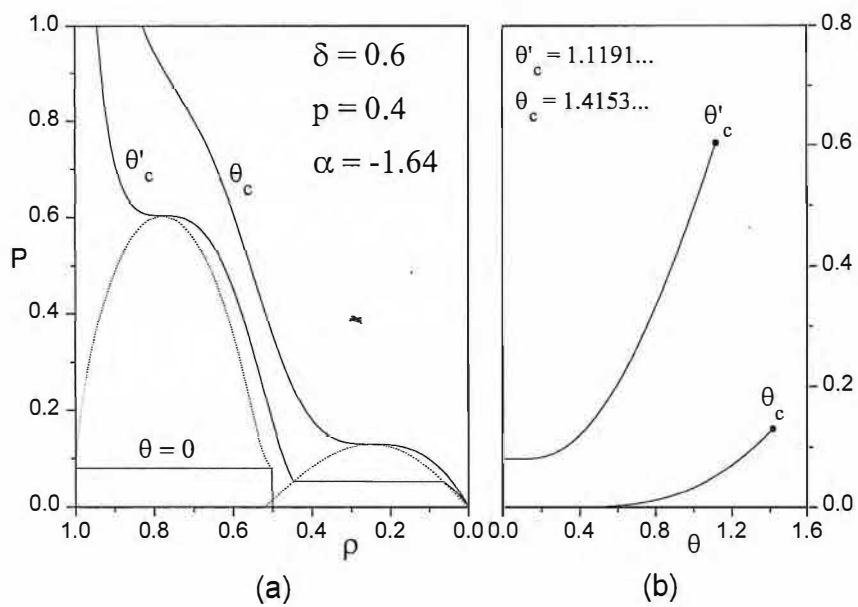 1.0
0.8
0.6
0.4
0.2
0.0
P
δ = 0.6
p = 0.4
α = -1.64
θ'c
θc
θ = 0
1.0 0.8 0.6 0.4 0.2 0.0
ρ
(a)
θ'c = 1.1191...
θc = 1.4153...
θ'c
θc
0.8
0.6
0.4
0.2
0.0
0.0 0.4 0.8 1.2 1.6
θ
(b)